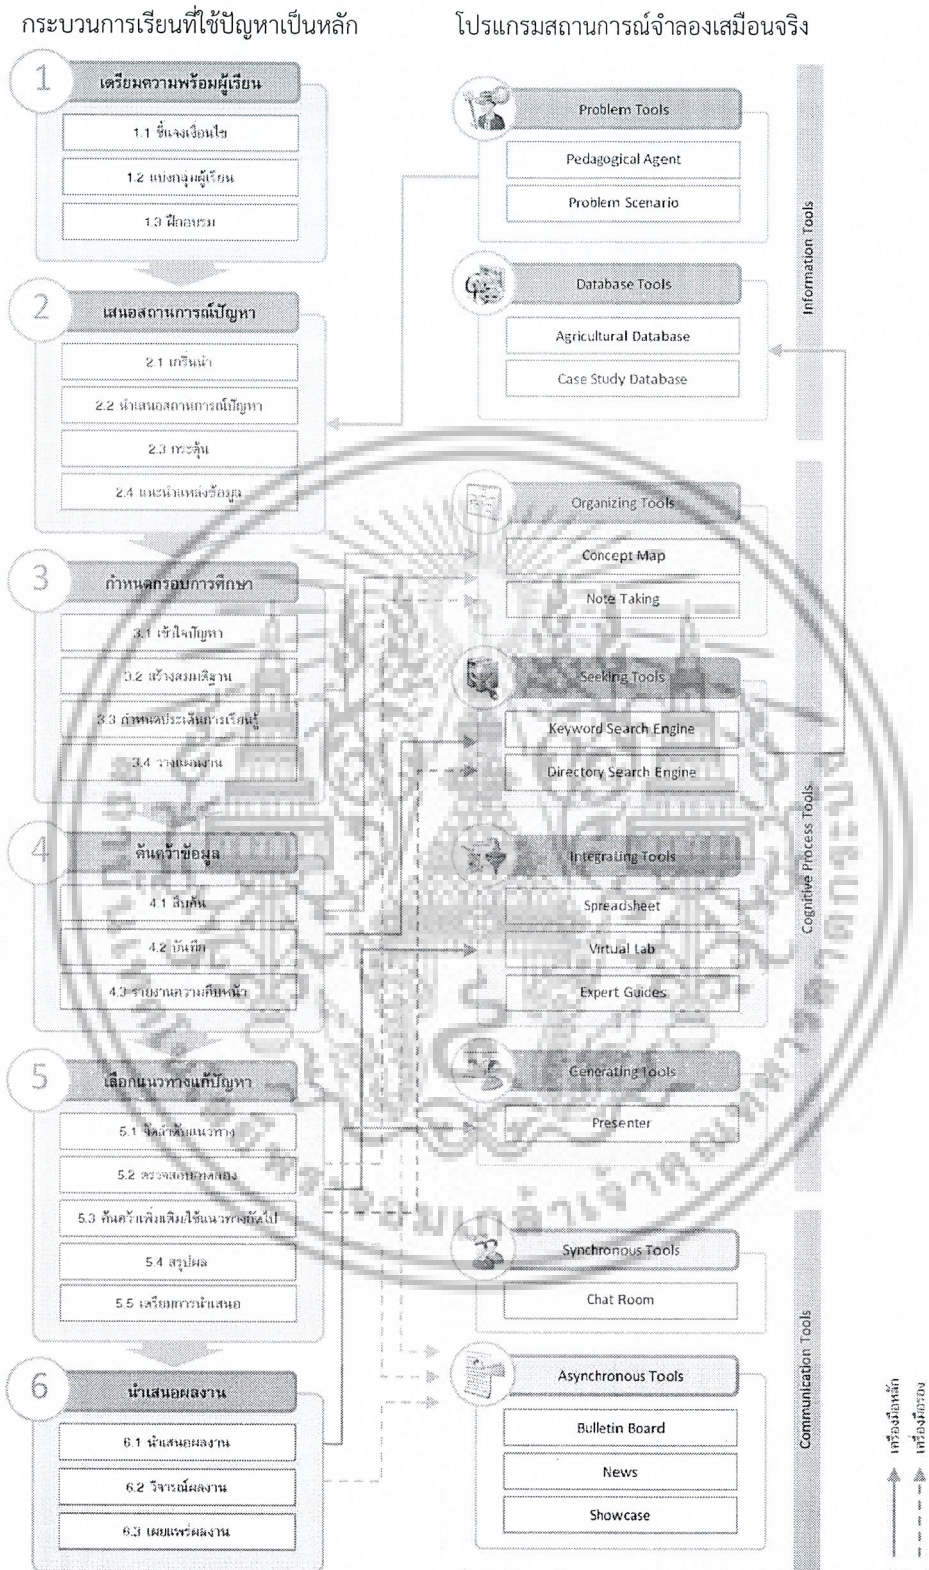 กระบวนการเรียนที่ใช้ปัญหาเป็นหลัก
โปรแกรมสถานการณ์จำลองเสมือนจริง
1
เตรียมความพร้อมผู้เรียน
1.1 ชี้แจงเงื่อนไข
1.2 แบ่งกลุ่มผู้เรียน
1.3 ฝึกอบรม
2
เสนอสถานการณ์ปัญหา
2.1 เกริ่นนำ
2.2 นำเสนอสถานการณ์ปัญหา
2.3 กระตุ้น
2.4 แนะนำแหล่งข้อมูล
3
กำหนดกรอบการศึกษา
3.1 เข้าใจปัญหา
3.2 สร้างสมมติฐาน
3.3 กำหนดประเด็นการเรียนรู้
3.4 วางแผนงาน
4
ค้นคว้าข้อมูล
4.1 สืบค้น
4.2 บันทึก
4.3 รายงานความคืบหน้า
5
เลือกแนวทางแก้ปัญหา
5.1 จัดลำดับแนวทาง
5.2 ตรวจสอบ/ทดลอง
5.3 ค้นคว้าเพิ่มเติม/ใช้แนวทางถัดไป
5.4 สรุปผล
5.5 เตรียมการนำเสนอ
6
นำเสนอผลงาน
6.1 นำเสนอผลงาน
6.2 วิจารณ์ผลงาน
6.3 เผยแพร่ผลงาน
Problem Tools
Pedagogical Agent
Problem Scenario
Database Tools
Agricultural Database
Case Study Database
Information Tools
Organizing Tools
Concept Map
Note Taking
Seeking Tools
Keyword Search Engine
Directory Search Engine
Integrating Tools
Spreadsheet
Virtual Lab
Expert Guides
Generating Tools
Presenter
Cognitive Process Tools
Synchronous Tools
Chat Room
Asynchronous Tools
Bulletin Board
News
Showcase
Communication Tools
เครื่องมือหลัก
เครื่องมือรอง